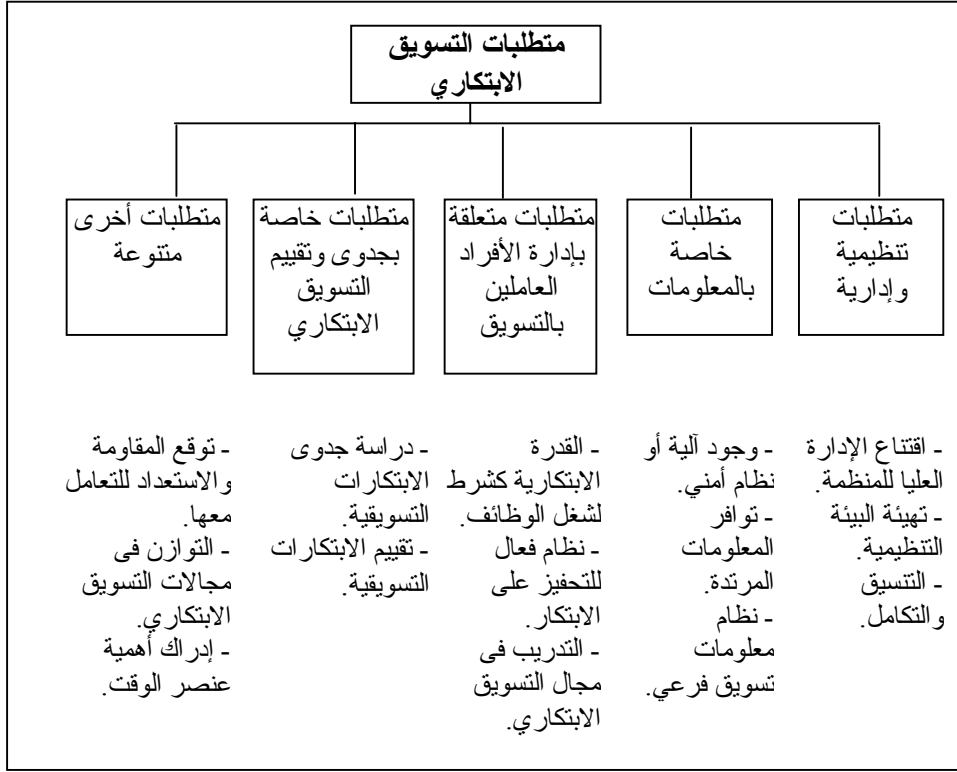 متطلبات التسويق
الابتكاري
متطلبات
تنظيمية
وإدارية
متطلبات
خاصة
بالمعلومات
متطلبات متعلقة
بإدارة الأفراد
العاملين
بالتسويق
متطلبات خاصة
بجدوى وتقييم
التسويق
الابتكاري
متطلبات أخرى
متنوعة
- اقتناع الإدارة
العليا للمنظمة.
- تهيئة البيئة
التنظيمية.
- التنسيق
والتكامل.
- وجود آلية أو
نظام أمني.
- توافر
المعلومات
المرتدة.
- نظام
معلومات
تسويق فرعي.
- القدرة
الابتكارية كشرط
لشغل الوظائف.
- نظام فعال
للتحفيز على
الابتكار.
- التدريب فى
مجال التسويق
الابتكاري.
- دراسة جدوى
الابتكارات
التسويقية.
- تقييم الابتكارات
التسويقية.
- توقع المقاومة
والاستعداد للتعامل
معها.
- التوازن فى
مجالات التسويق
الابتكاري.
- إدراك أهمية
عنصر الوقت.